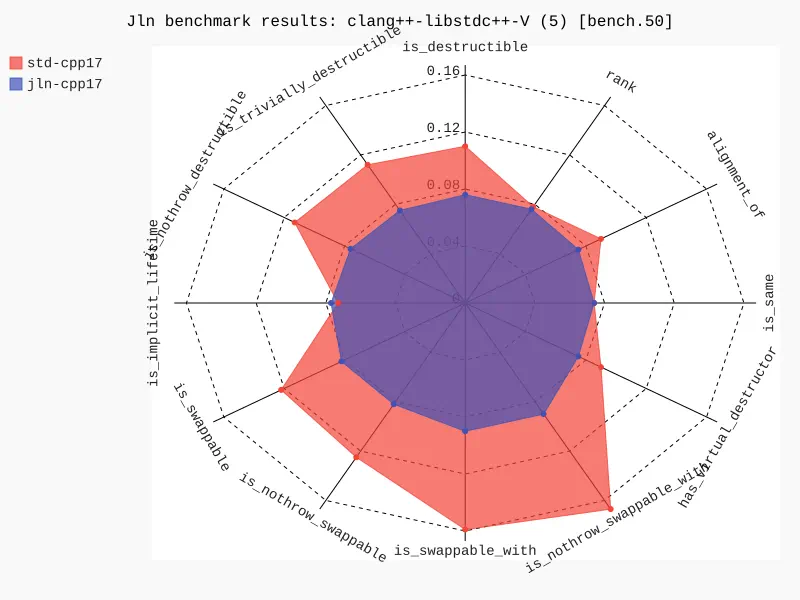 Jln benchmark results: clang++-libstdc++-V (5) [bench.50]
std-cpp17
jln-cpp17
is_destructible
rank
alignment_of
is_same
has_virtual_destructor
is_nothrow_swappable_with
is_swappable_with
is_nothrow_swappable
is_swappable
is_implicit_lifetime
is_nothrow_destructible
is_trivially_destructible
0.16
0.12
0.08
0.04
0